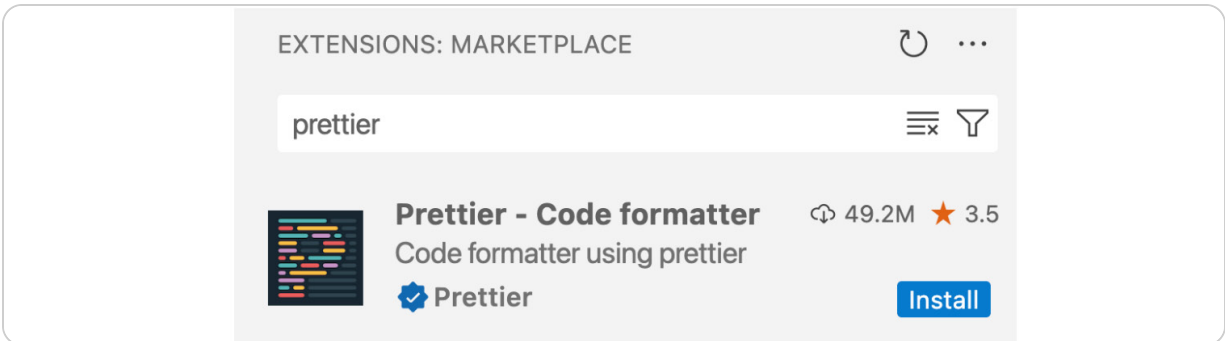 EXTENSIONS: MARKETPLACE
prettier
Prettier - Code formatter 49.2M ★ 3.5
Code formatter using prettier
Prettier Install